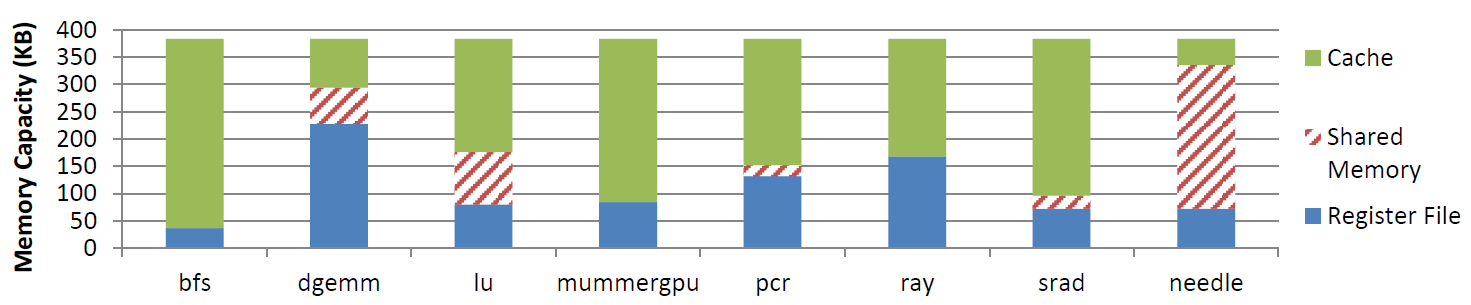 Memory Capacity (KB)
400
350
300
250
200
150
100
50
0
bfs
dgemm
lu
mummergpu
pcr
ray
srad
needle
Cache
Shared
Memory
Register File